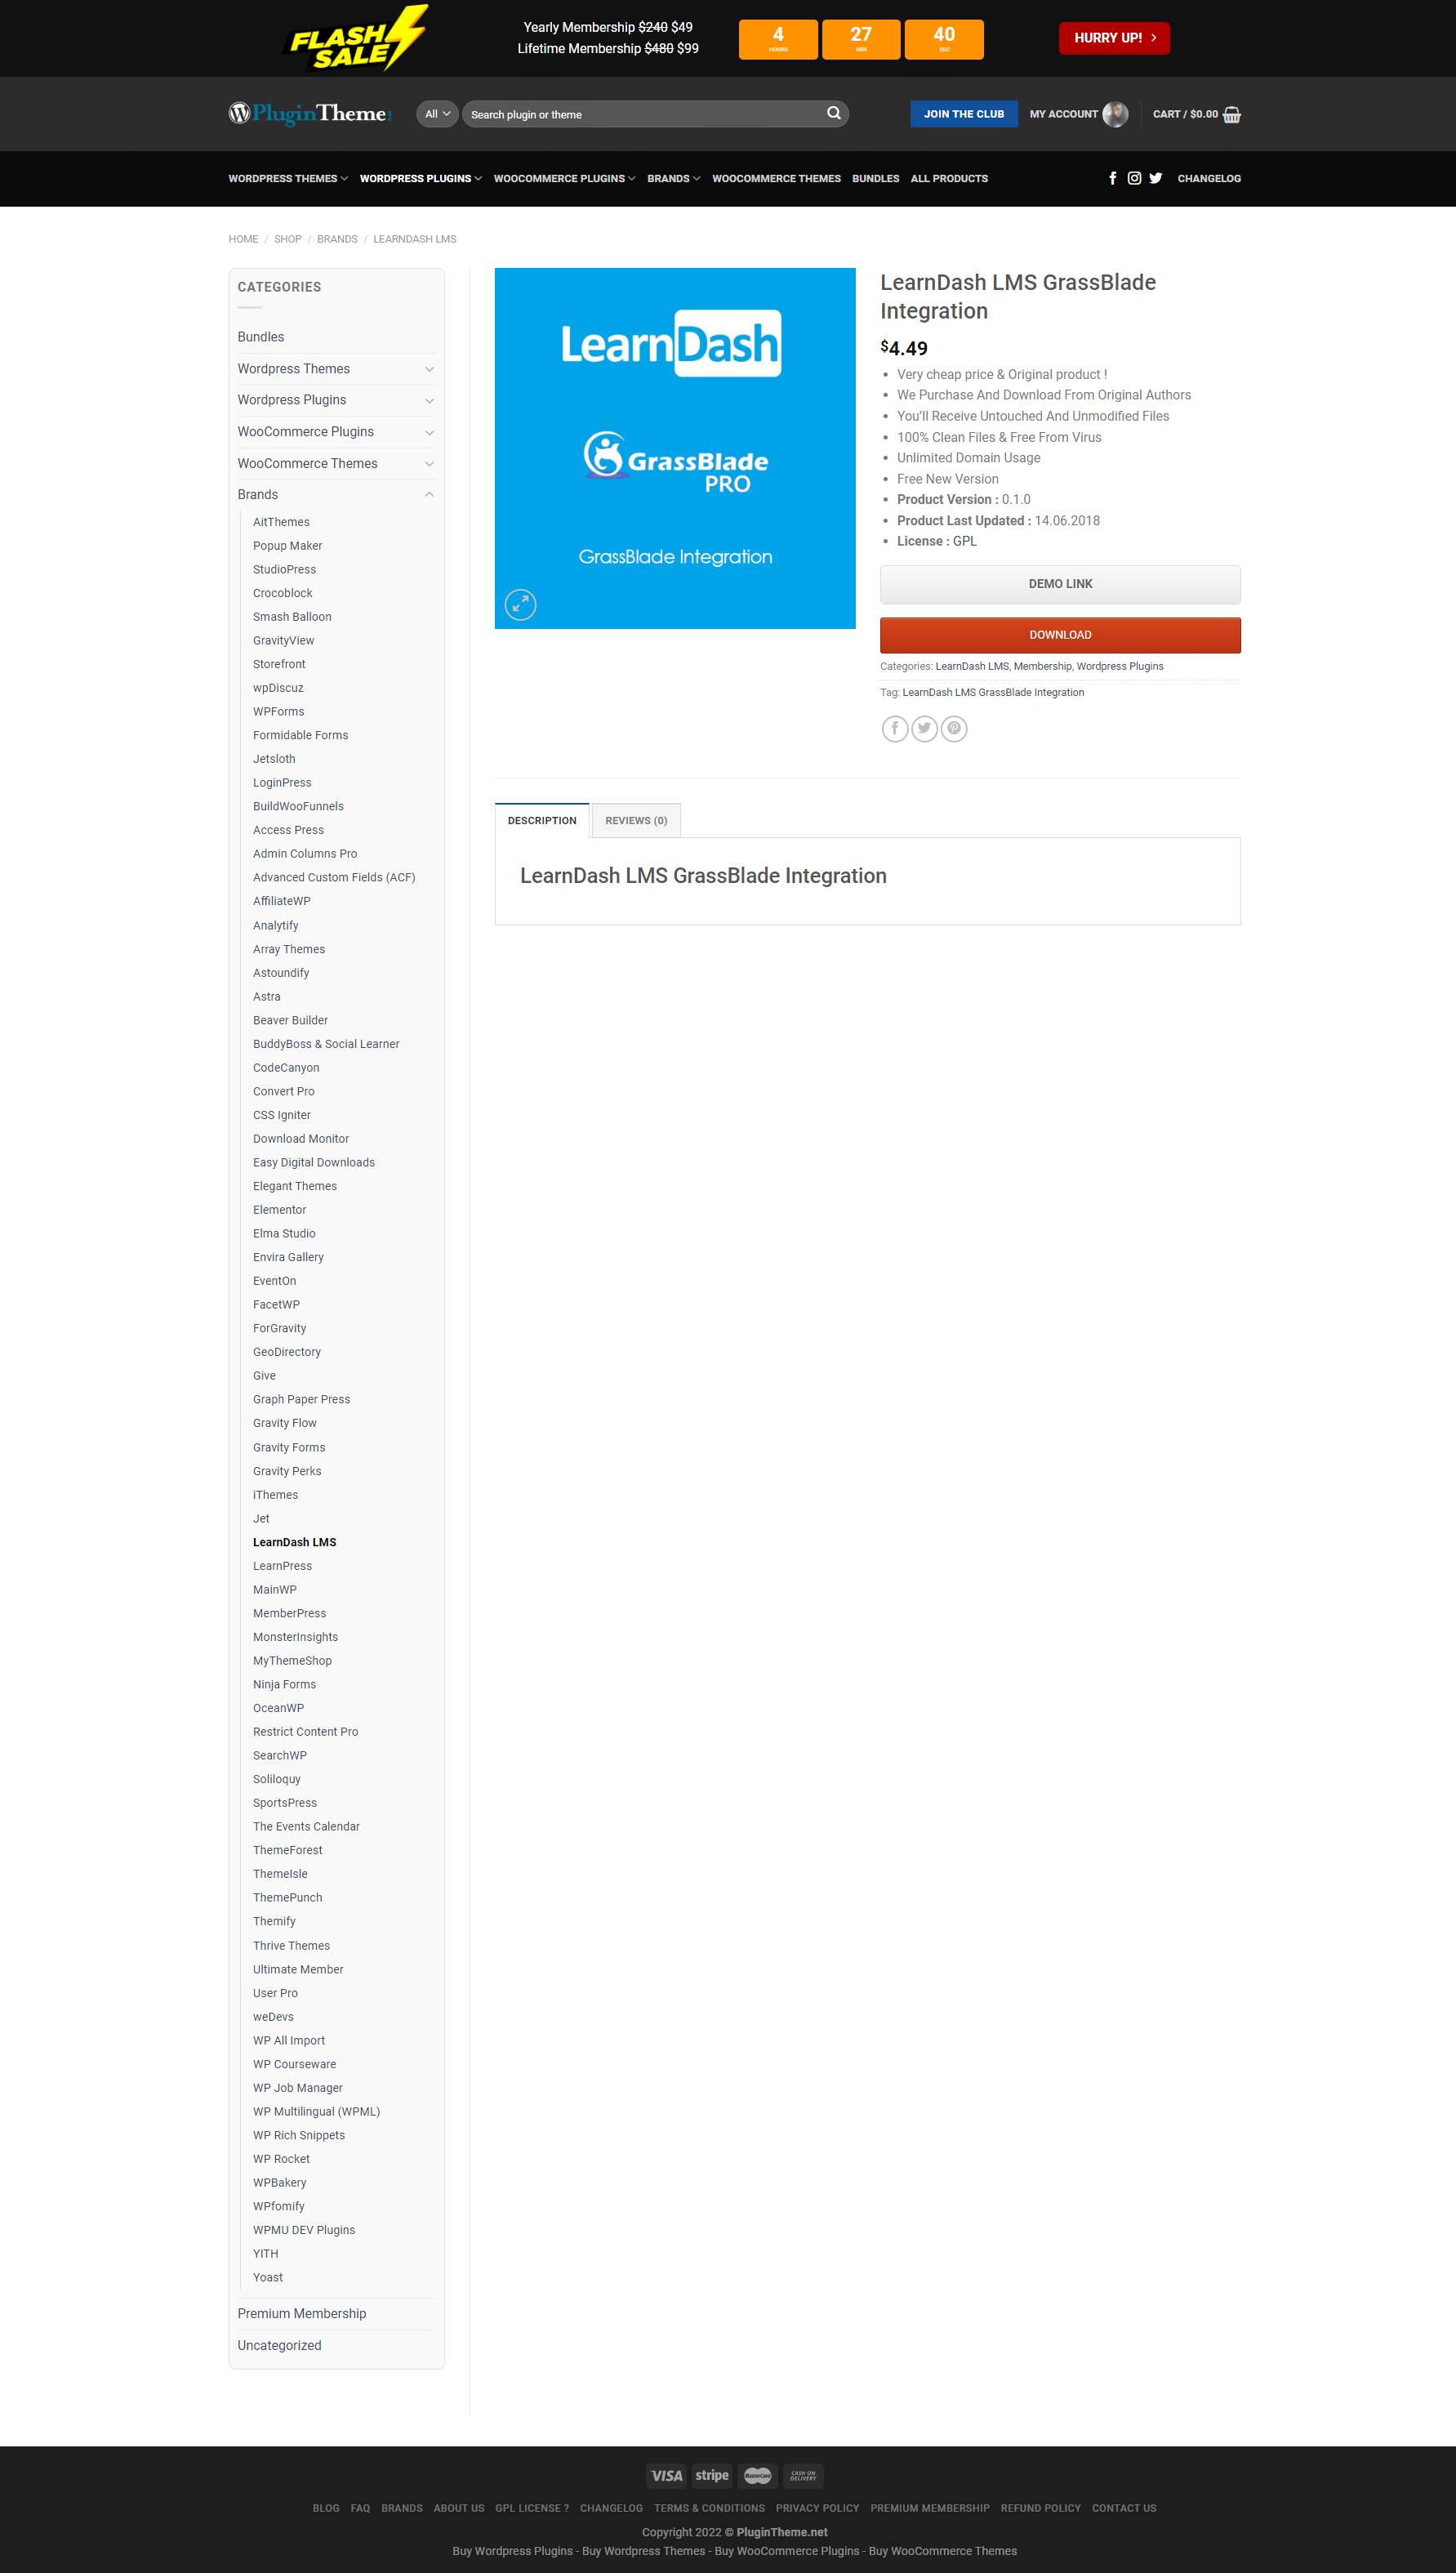 FLASH
SALE
Yearly Membership $240 $49
Lifetime Membership $480 $99
4
HOURS
27
MIN
40
SEC
HURRY UP!
PluginTheme
All
Search plugin or theme
JOIN THE CLUB
MY ACCOUNT
CART / $0.00
WORDPRESS THEMES
WORDPRESS PLUGINS
WOOCOMMERCE PLUGINS
BRANDS
WOOCOMMERCE THEMES
BUNDLES
ALL PRODUCTS
CHANGELOG
HOME / SHOP / BRANDS / LEARNDASH LMS
CATEGORIES
Bundles
Wordpress Themes
Wordpress Plugins
WooCommerce Plugins
WooCommerce Themes
Brands
AitThemes
Popup Maker
StudioPress
Crocoblock
Smash Balloon
GravityView
Storefront
wpDiscuz
WPForms
Formidable Forms
Jetsloth
LoginPress
BuildWooFunnels
Access Press
Admin Columns Pro
Advanced Custom Fields (ACF)
AffiliateWP
Analytify
Array Themes
Astoundify
Astra
Beaver Builder
BuddyBoss & Social Learner
CodeCanyon
Convert Pro
CSS Igniter
Download Monitor
Easy Digital Downloads
Elegant Themes
Elementor
Elma Studio
Envira Gallery
EventOn
FacetWP
ForGravity
GeoDirectory
Give
Graph Paper Press
Gravity Flow
Gravity Forms
Gravity Perks
iThemes
Jet
LearnDash LMS
LearnPress
MainWP
MemberPress
MonsterInsights
MyThemeShop
Ninja Forms
OceanWP
Restrict Content Pro
SearchWP
Soliloquy
SportsPress
The Events Calendar
ThemeForest
ThemeIsle
ThemePunch
Themify
Thrive Themes
Ultimate Member
User Pro
weDevs
WP All Import
WP Courseware
WP Job Manager
WP Multilingual (WPML)
WP Rich Snippets
WP Rocket
WPBakery
WPfomify
WPMU DEV Plugins
YITH
Yoast
Premium Membership
Uncategorized
LearnDash
GrassBlade
PRO
GrassBlade Integration
LearnDash LMS GrassBlade
Integration
$4.49
Very cheap price & Original product !
We Purchase And Download From Original Authors
You'll Receive Untouched And Unmodified Files
100% Clean Files & Free From Virus
Unlimited Domain Usage
Free New Version
Product Version : 0.1.0
Product Last Updated : 14.06.2018
License : GPL
DEMO LINK
DOWNLOAD
Categories: LearnDash LMS, Membership, Wordpress Plugins
Tag: LearnDash LMS GrassBlade Integration
DESCRIPTION
REVIEWS (0)
LearnDash LMS GrassBlade Integration
VISA
stripe
MasterCard
CASH ON
DELIVERY
BLOG FAQ BRANDS ABOUT US GPL LICENSE ? CHANGELOG TERMS & CONDITIONS PRIVACY POLICY PREMIUM MEMBERSHIP REFUND POLICY CONTACT US
Copyright 2022 © PluginTheme.net
Buy Wordpress Plugins - Buy Wordpress Themes - Buy WooCommerce Plugins - Buy WooCommerce Themes